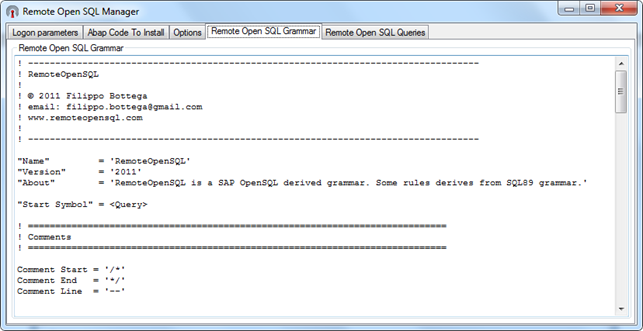 Remote Open SQL Manager
Logon parameters Abap Code To Install Options Remote Open SQL Grammar Remote Open SQL Queries
Remote Open SQL Grammar
! -----------------------------------------------------------------------------
! RemoteOpenSQL
!
! © 2011 Filippo Bottega
! email: filippo.bottega@gmail.com
! www.remoteopensql.com
!
! -----------------------------------------------------------------------------
"Name" = 'RemoteOpenSQL'
"Version" = '2011'
"About" = 'RemoteOpenSQL is a SAP OpenSQL derived grammar. Some rules derives from SQL89 grammar.'
"Start Symbol" = <Query>
! =============================================================================
! Comments
! =============================================================================
Comment Start = '/*'
Comment End = '*/'
Comment Line = '--'